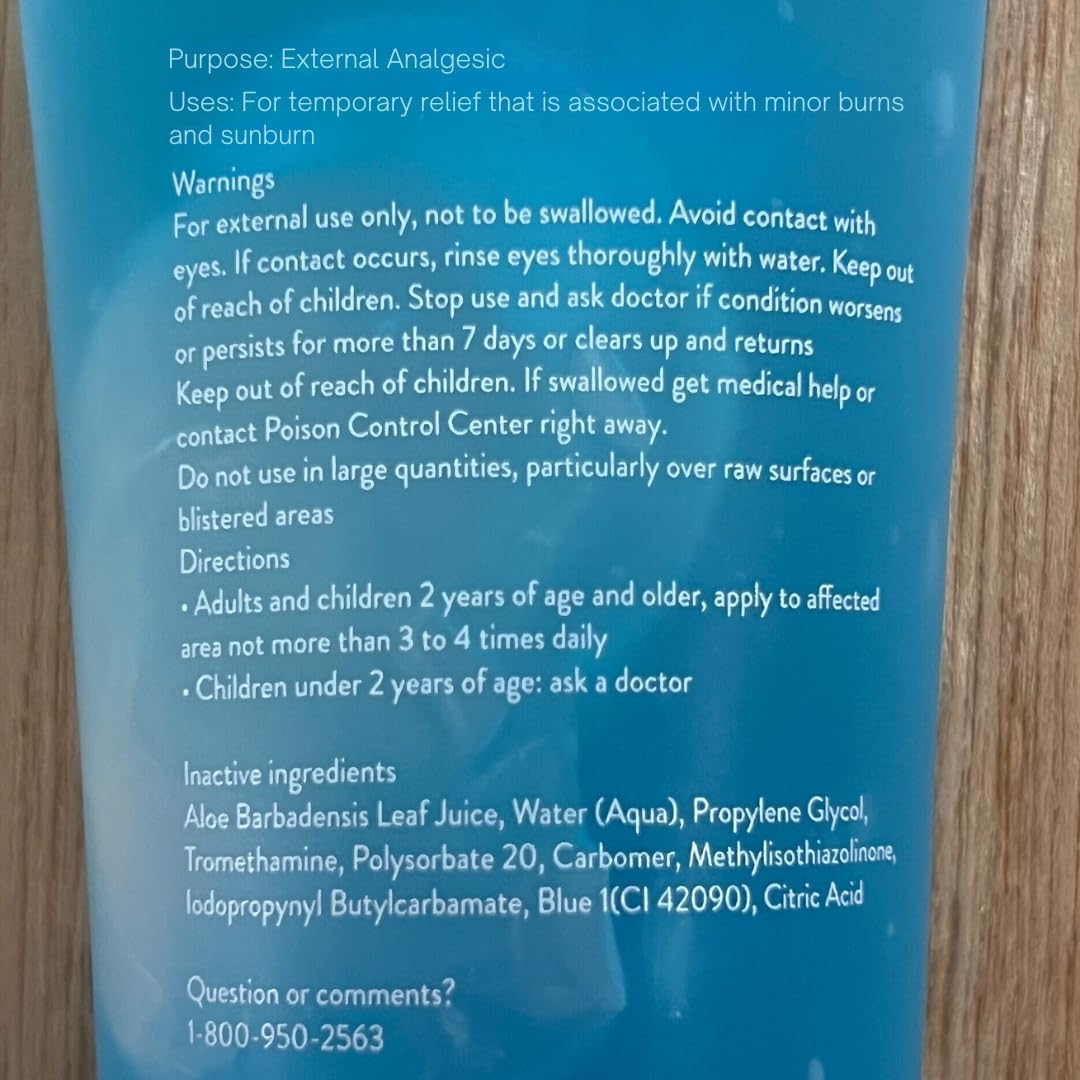 Purpose: External Analgesic
Uses: For temporary relief that is associated with minor burns
and sunburn
Warnings
For external use only, not to be swallowed. Avoid contact with
eyes. If contact occurs, rinse eyes thoroughly with water. Keep out
of reach of children. Stop use and ask doctor if condition worsens
or persists for more than 7 days or clears up and returns
Keep out of reach of children. If swallowed get medical help or
contact Poison Control Center right away.
Do not use in large quantities, particularly over raw surfaces or
blistered areas
Directions
• Adults and children 2 years of age and older, apply to affected
area not more than 3 to 4 times daily
• Children under 2 years of age: ask a doctor
Inactive ingredients
Aloe Barbadensis Leaf Juice, Water (Aqua), Propylene Glycol,
Tromethamine, Polysorbate 20, Carbomer, Methylisothiazolinone,
Iodopropynyl Butylcarbamate, Blue 1(CI 42090), Citric Acid
Question or comments?
1-800-950-2563